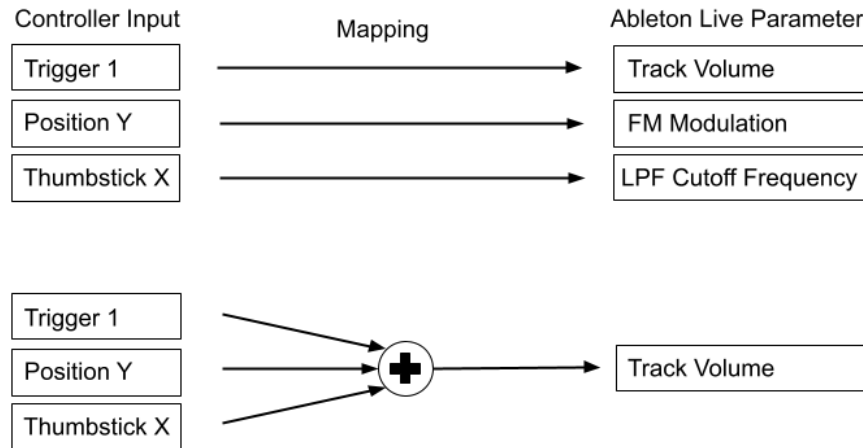 Controller Input
Mapping
Ableton Live Parameter
Trigger 1
Track Volume
Position Y
FM Modulation
Thumbstick X
LPF Cutoff Frequency
Trigger 1
Position Y
Track Volume
Thumbstick X